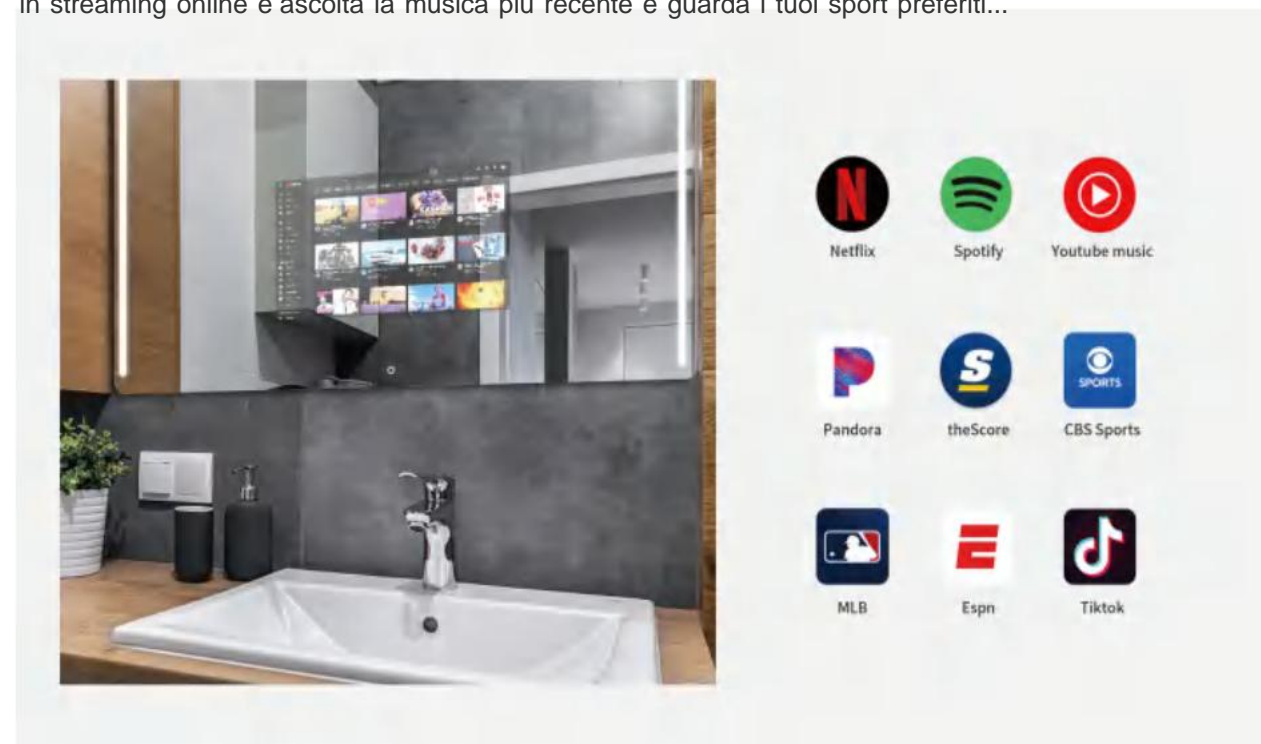 in streaming online e ascolta la musica più recente e guarda i tuoi sport preferiti...
N
Netflix
Spotify
Youtube music
P
Pandora
S
theScore
SPORTS
CBS Sports
MLB
E
Espn
Tiktok